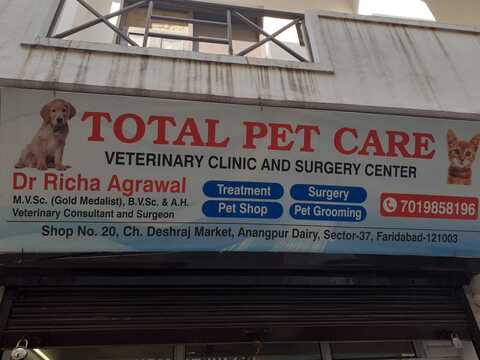 TOTAL PET CARE
VETERINARY CLINIC AND SURGERY CENTER
Dr Richa Agrawal
M.V.Sc. (Gold Medalist), B.V.Sc. & A.H.
Veterinary Consultant and Surgeon
Treatment
Surgery
Pet Shop
Pet Grooming
7019858196
Shop No. 20, Ch. Deshraj Market, Anangpur Dairy, Sector-37, Faridabad-121003